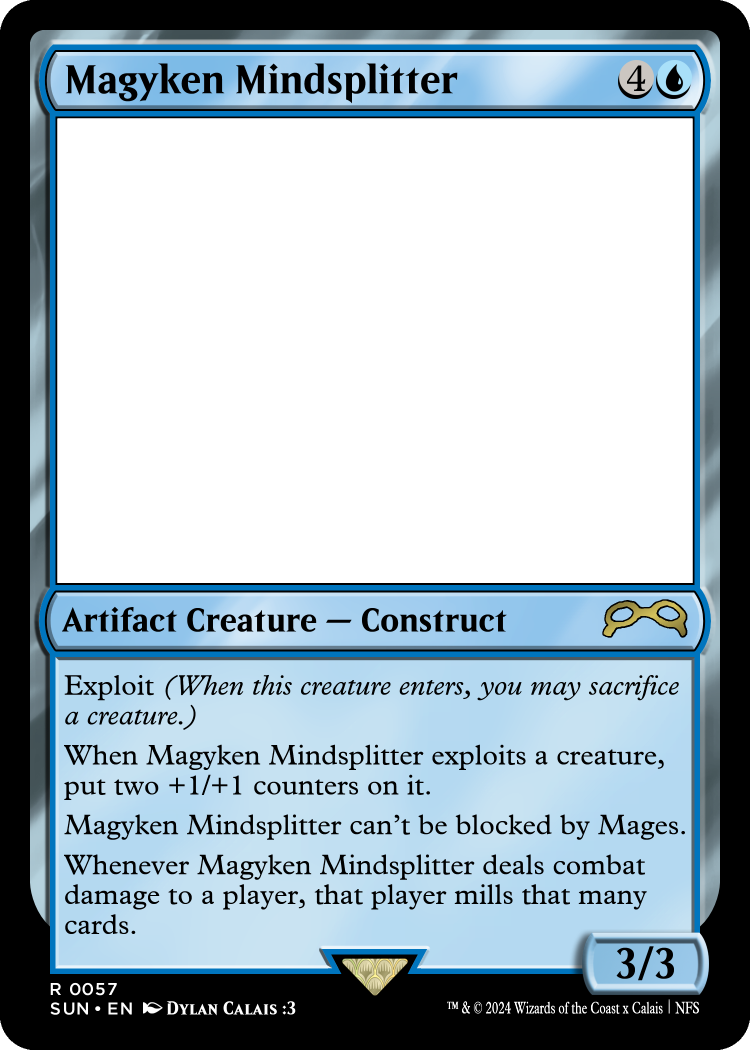 Magyken Mindsplitter 4
Artifact Creature — Construct
Exploit (When this creature enters, you may sacrifice
a creature.)
When Magyken Mindsplitter exploits a creature,
put two +1/+1 counters on it.
Magyken Mindsplitter can’t be blocked by Mages.
Whenever Magyken Mindsplitter deals combat
damage to a player, that player mills that many
cards.
3/3
R 0057
SUN • EN Dylan Calais :3
™ & © 2024 Wizards of the Coast x Calais | NFS